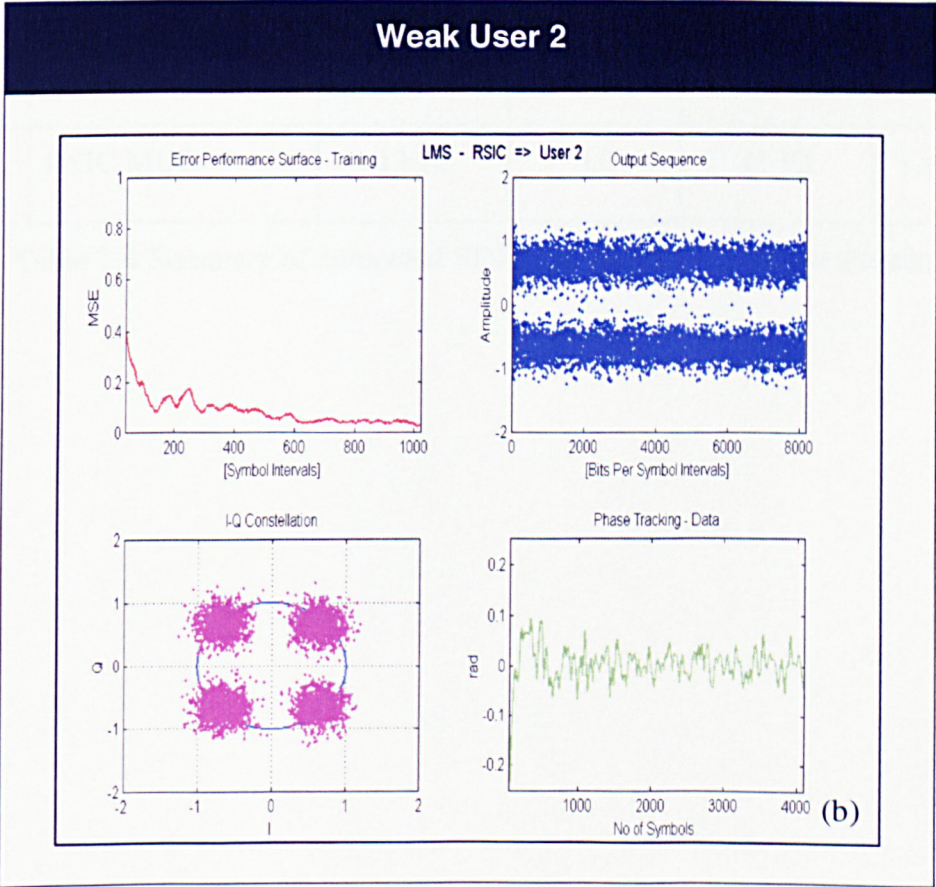 Weak User 2
LMS - RSIC => User 2
Error Performance Surface - Training
1
0.8
0.6
0.4
0.2
0
MSE
200 400 600 800 1000
[Symbol Intervals]
Output Sequence
2
1
0
-1
-2
Amplitude
0 2000 4000 6000 8000
[Bits Per Symbol Intervals]
I-Q Constellation
2
1
0
-1
-2
Q
-2 -1 0 1 2
I
Phase Tracking - Data
0.2
0.1
0
-0.1
-0.2
rad
1000 2000 3000 4000
No of Symbols
(b)